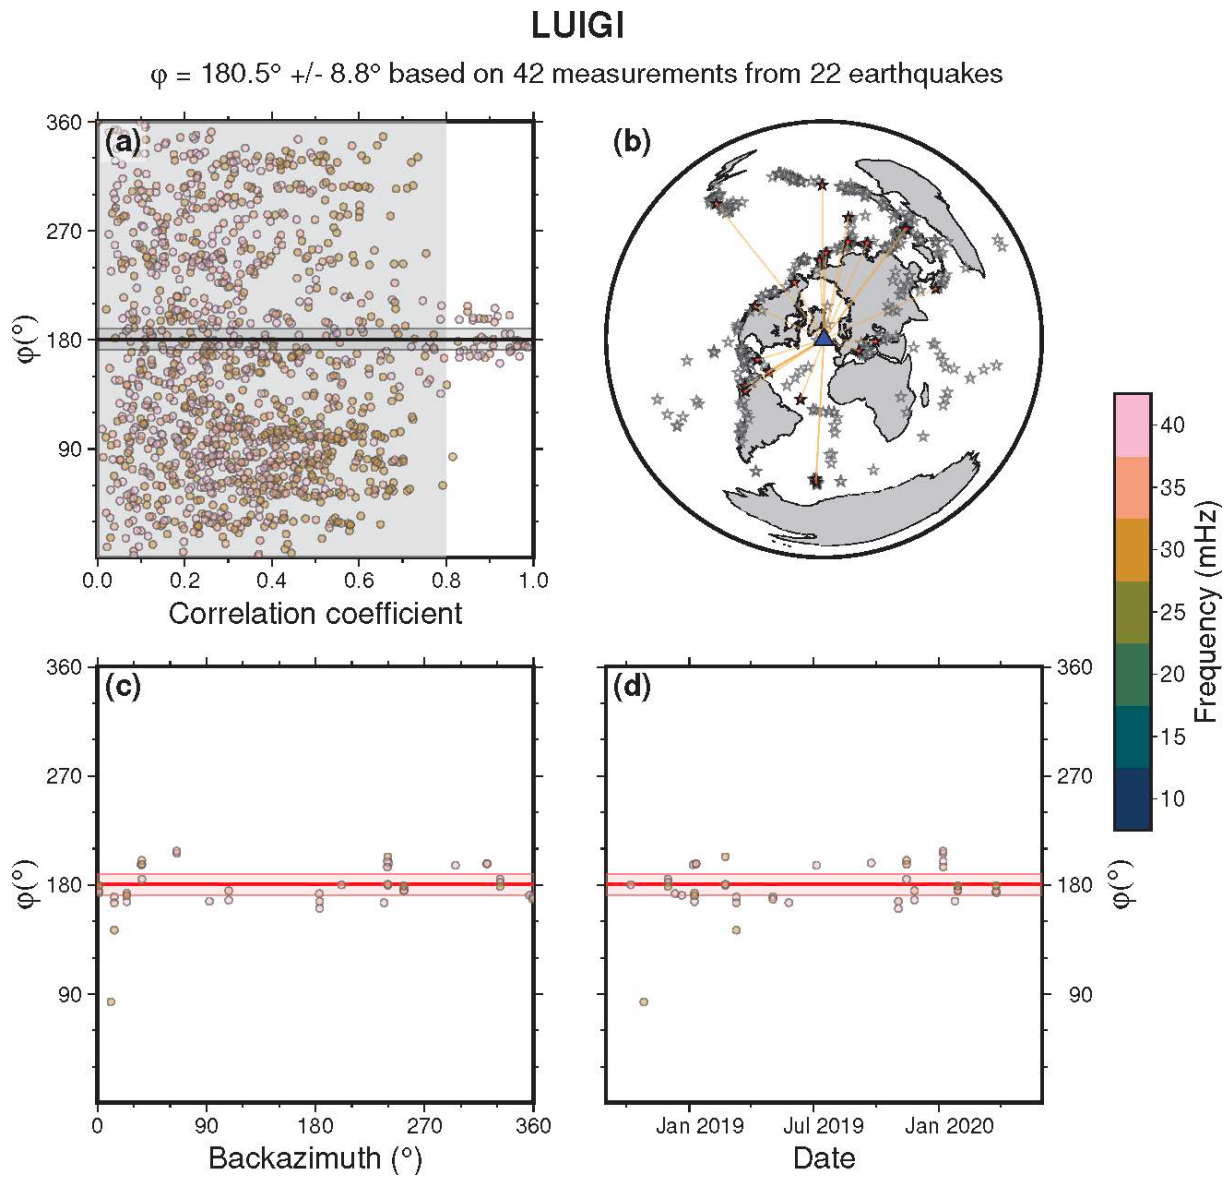 LUIGI
φ = 180.5° +/- 8.8° based on 42 measurements from 22 earthquakes
(a)
360
270
180
90
φ(°)
0.0 0.2 0.4 0.6 0.8 1.0
Correlation coefficient
(b)
40
35
30
25
20
15
10
Frequency (mHz)
(c)
360
270
180
90
φ(°)
0 90 180 270 360
Backazimuth (°)
(d)
360
270
180
90
φ(°)
Jan 2019 Jul 2019 Jan 2020
Date